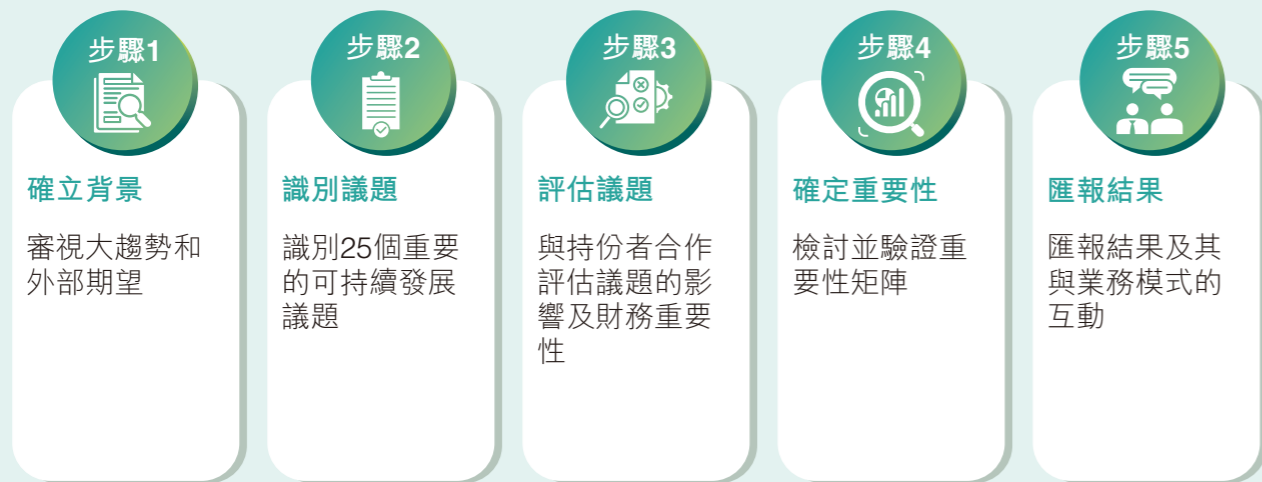 步驟1
確立背景
審視大趨勢和
外部期望
步驟2
識別議題
識別25個重要
的可持續發展
議題
步驟3
評估議題
與持份者合作
評估議題的影
響及財務重要
性
步驟4
確定重要性
檢討並驗證重
要性矩陣
步驟5
匯報結果
匯報結果及其
與業務模式的
互動